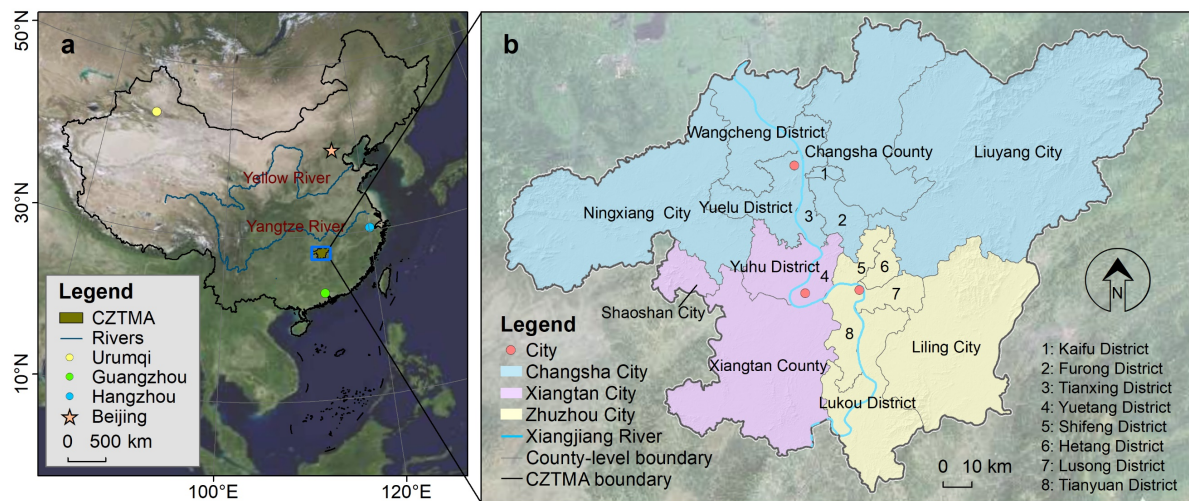 a
50°N
30°N
10°N
100°E
120°E
Yellow River
Yangtze River
Legend
CZTMA
Rivers
Urumqi
Guangzhou
Hangzhou
Beijing
0 500 km
b
Wangcheng District
Changsha County
Liuyang City
1
Ningxiang City
Yuelu District
3
2
Yuhu District
4
5
6
Shaoshan City
7
8
Xiangtan County
Liling City
Lukou District
N
Legend
City
Changsha City
Xiangtan City
Zhuzhou City
Xiangjiang River
County-level boundary
CZTMA boundary
0 10 km
1: Kaifu District
2: Furong District
3: Tianxing District
4: Yuetang District
5: Shifeng District
6: Hetang District
7: Lusong District
8: Tianyuan District